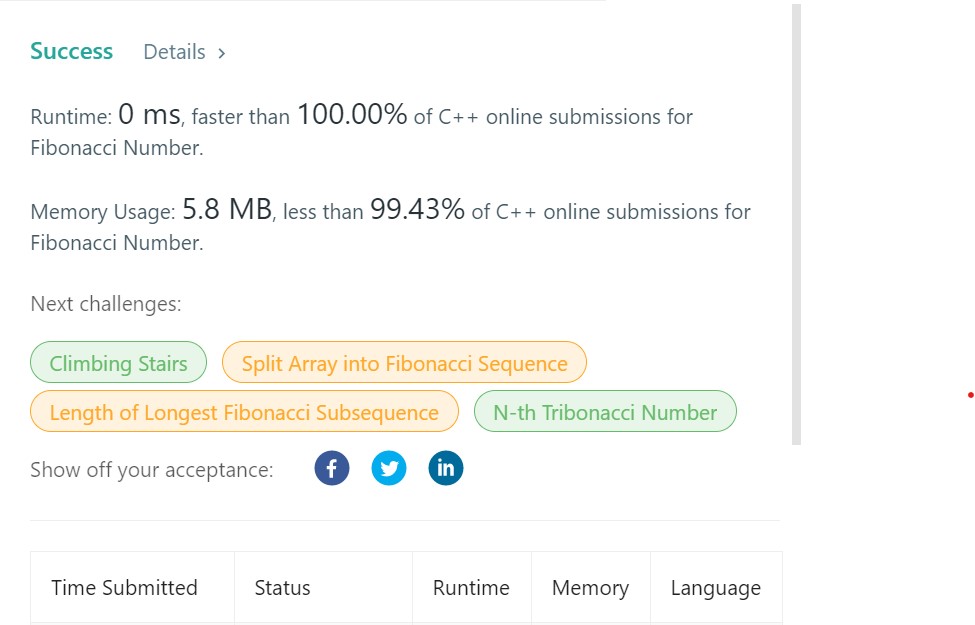 Success Details >
Runtime: 0 ms, faster than 100.00% of C++ online submissions for
Fibonacci Number.
Memory Usage: 5.8 MB, less than 99.43% of C++ online submissions for
Fibonacci Number.
Next challenges:
Climbing Stairs Split Array into Fibonacci Sequence
Length of Longest Fibonacci Subsequence N-th Tribonacci Number
Show off your acceptance: f in
Time Submitted Status Runtime Memory Language